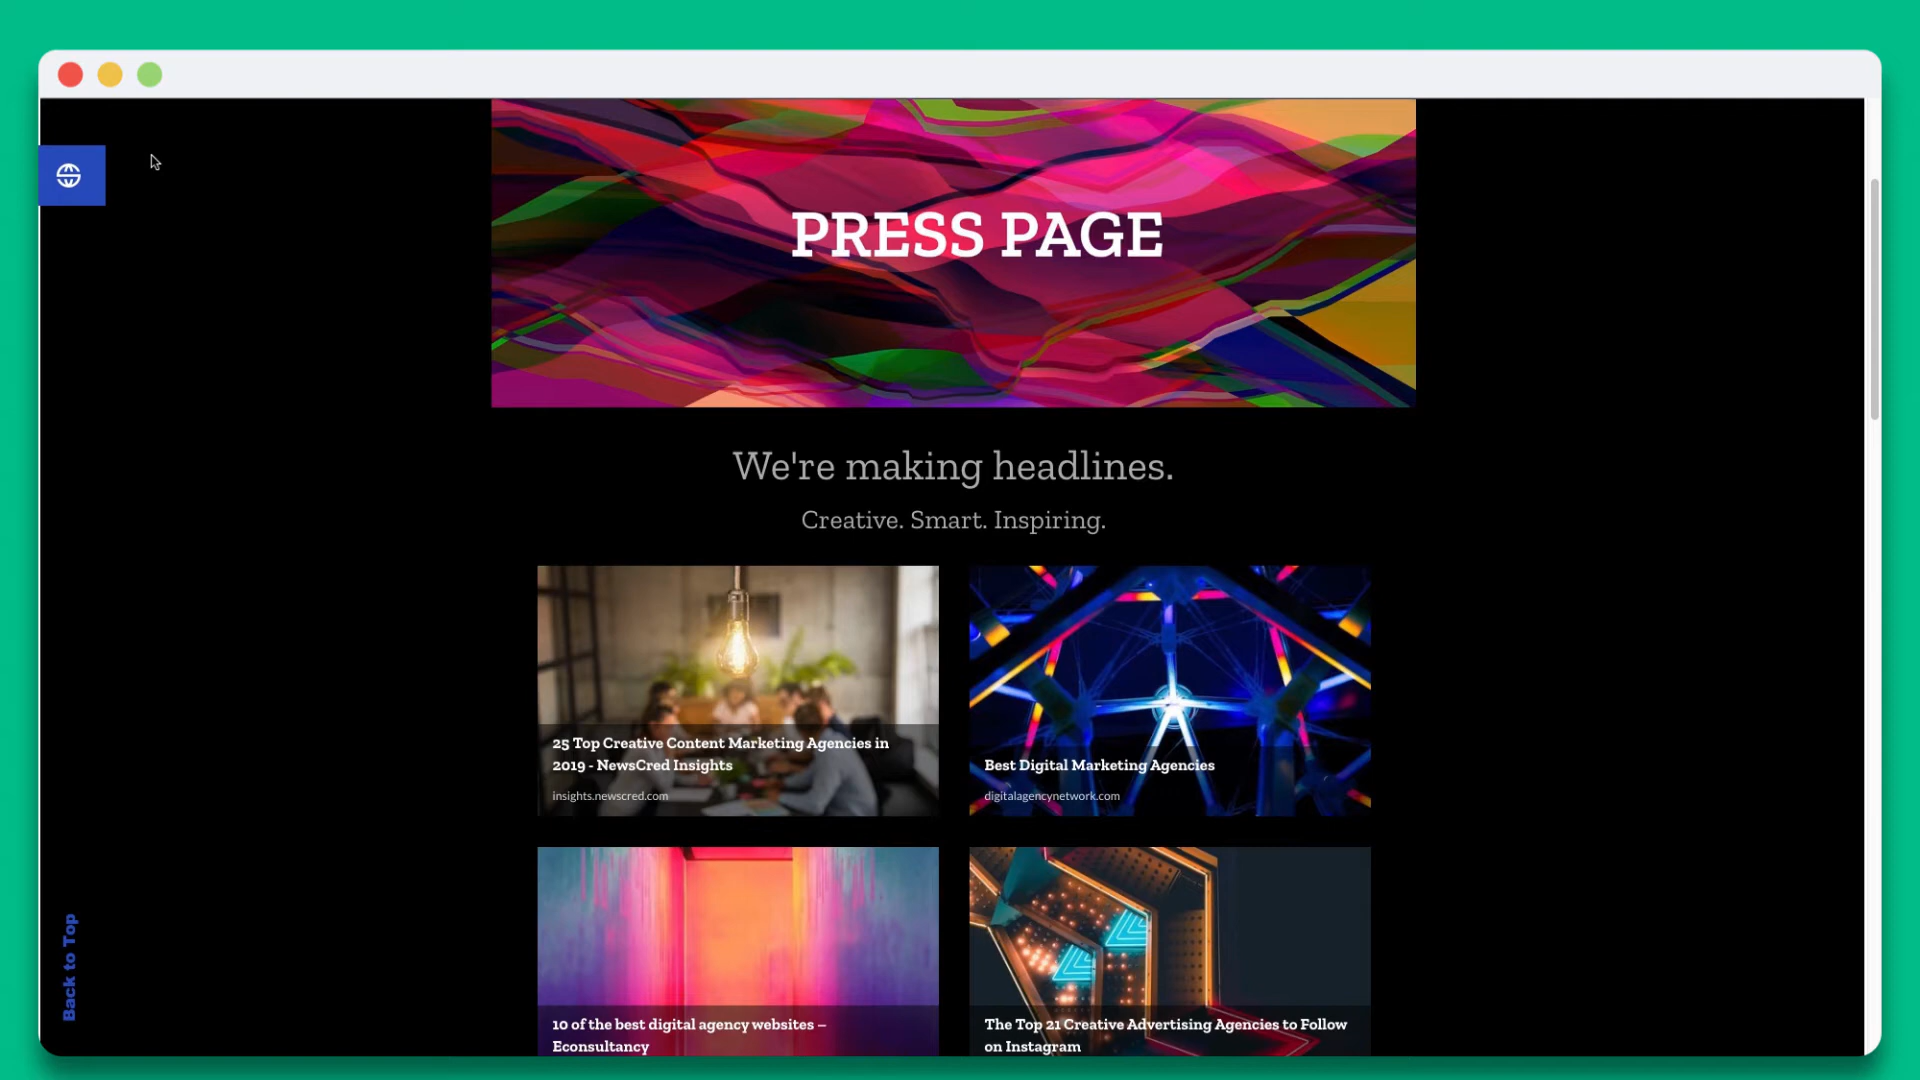 PRESS PAGE
We're making headlines.
Creative. Smart. Inspiring.
25 Top Creative Content Marketing Agencies in
2019 - NewsCred Insights
insights.newscred.com
Best Digital Marketing Agencies
digitalagencynetwork.com
10 of the best digital agency websites –
Econsultancy
The Top 21 Creative Advertising Agencies to Follow
on Instagram
Back to Top